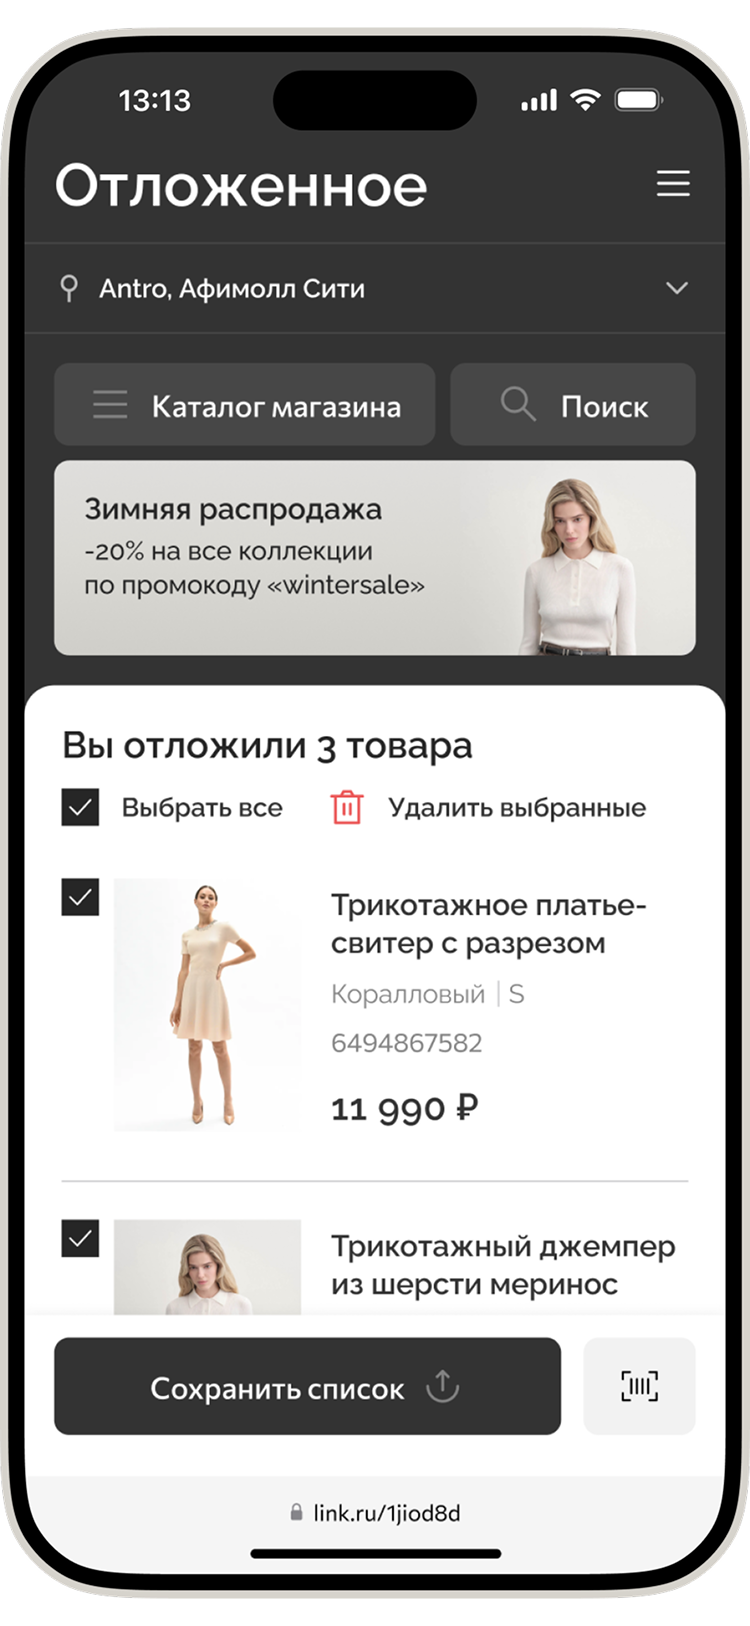 13:13
Отложенное
Antro, Афимолл Сити
Каталог магазина
Поиск
Зимняя распродажа
-20% на все коллекции
по промокоду «wintersale»
Вы отложили 3 товара
Выбрать все
Удалить выбранные
Трикотажное платье-
свитер с разрезом
Коралловый | S
6494867582
11 990 ₽
Трикотажный джемпер
из шерсти меринос
Сохранить список
link.ru/1jiod8d